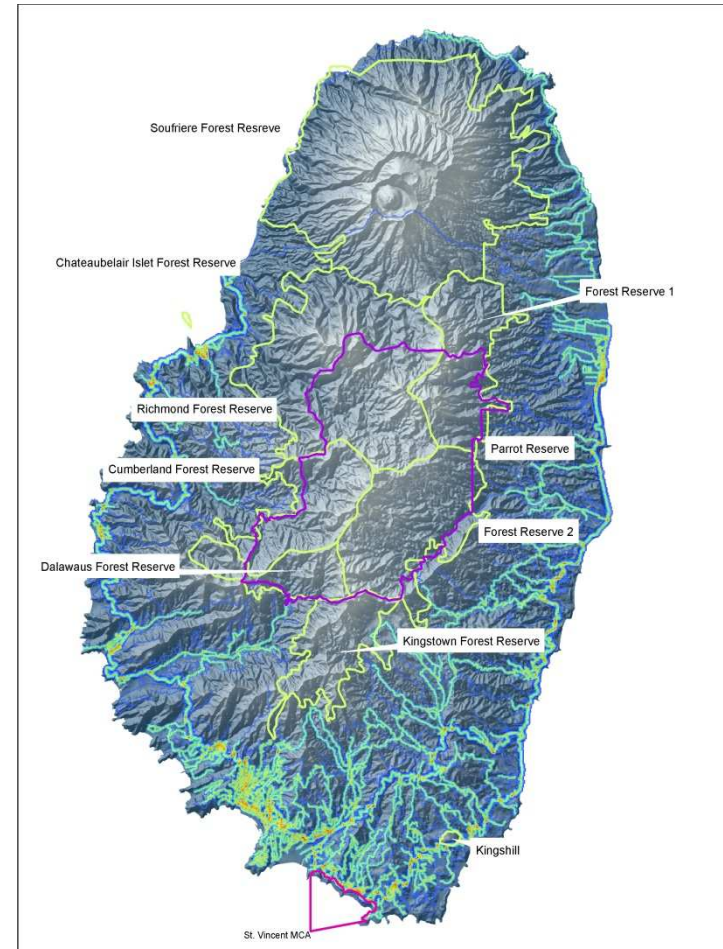 Soufriere Forest Resreve
Chateaubelair Islet Forest Reserve
Forest Reserve 1
Richmond Forest Reserve
Parrot Reserve
Cumberland Forest Reserve
Forest Reserve 2
Dalawaus Forest Reserve
Kingstown Forest Reserve
Kingshill
St. Vincent MCA